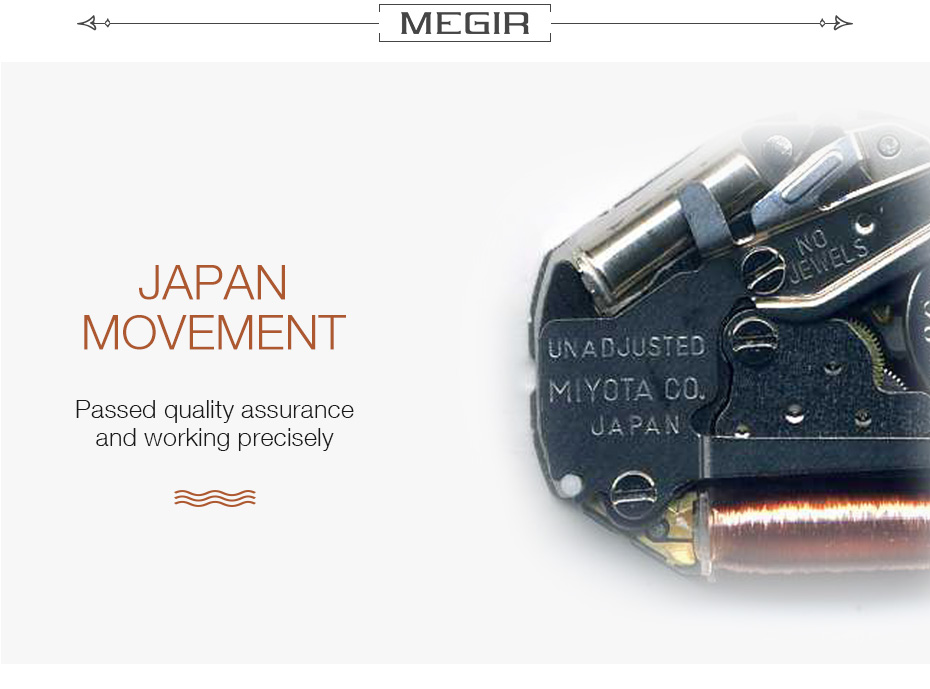 MEGIR
JAPAN
MOVEMENT
Passed quality assurance
and working precisely
NO
JEWELS
UNADJUSTED
MIYOTA CO.
JAPAN